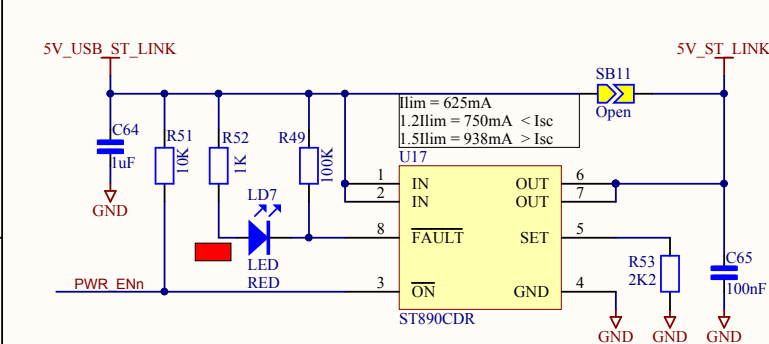 5V_USB_ST_LINK
5V_ST_LINK
SB11
Open
Ilim = 625mA
1.2Ilim = 750mA < Isc
1.5Ilim = 938mA > Isc
C64
1uF
GND
R51
10K
R52
1K
R49
100K
LD7
LED
RED
U17
1 IN
2 IN
8 FAULT
3 ON
OUT 6
OUT 7
SET 5
GND 4
ST890CDR
PWR_ENn
R53
2K2
C65
100nF
GND
GND
GND